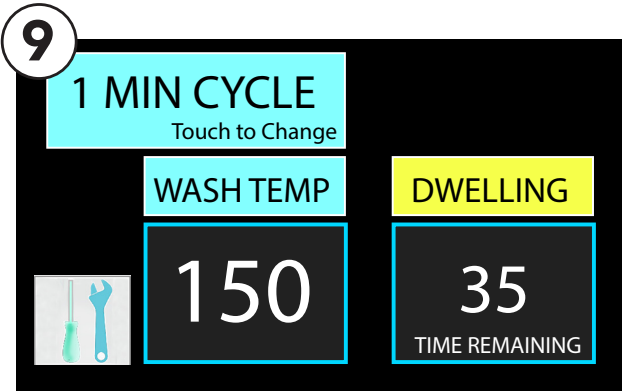 9
1 MIN CYCLE
Touch to Change
WASH TEMP
DWELLING
150
35
TIME REMAINING